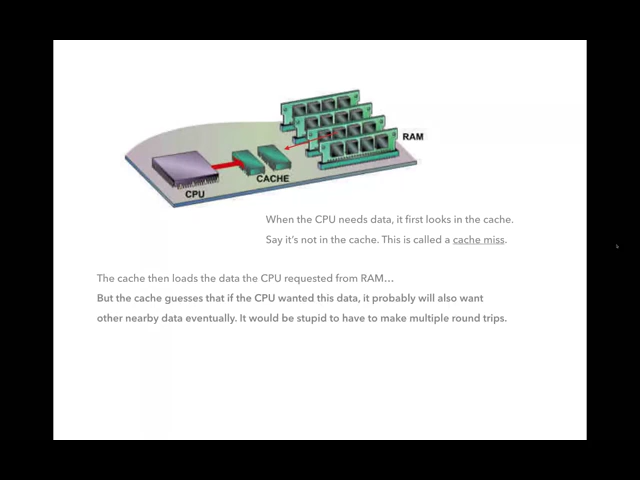 RAM
CACHE
CPU
When the CPU needs data, it first looks in the cache.
Say it's not in the cache. This is called a cache miss.
The cache then loads the data the CPU requested from RAM…
But the cache guesses that if the CPU wanted this data, it probably will also want
other nearby data eventually. It would be stupid to have to make multiple round trips.